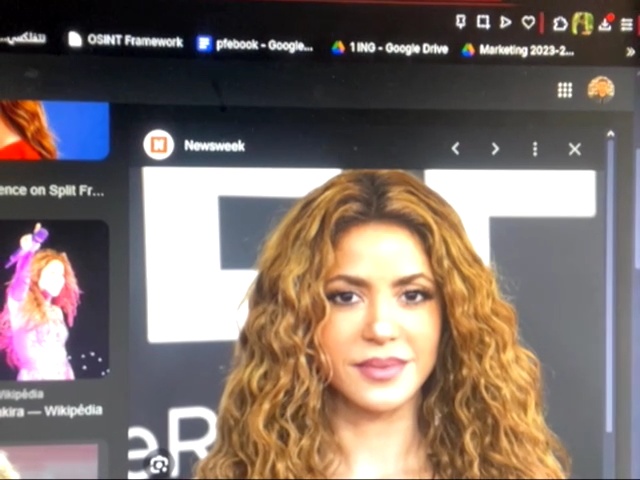 OSINT Framework
pfebook - Google...
1 ING - Google Drive
Marketing 2023-2...
»
Newsweek
ence on Split Fr...
Wikipédia
akira — Wikipédia
eR